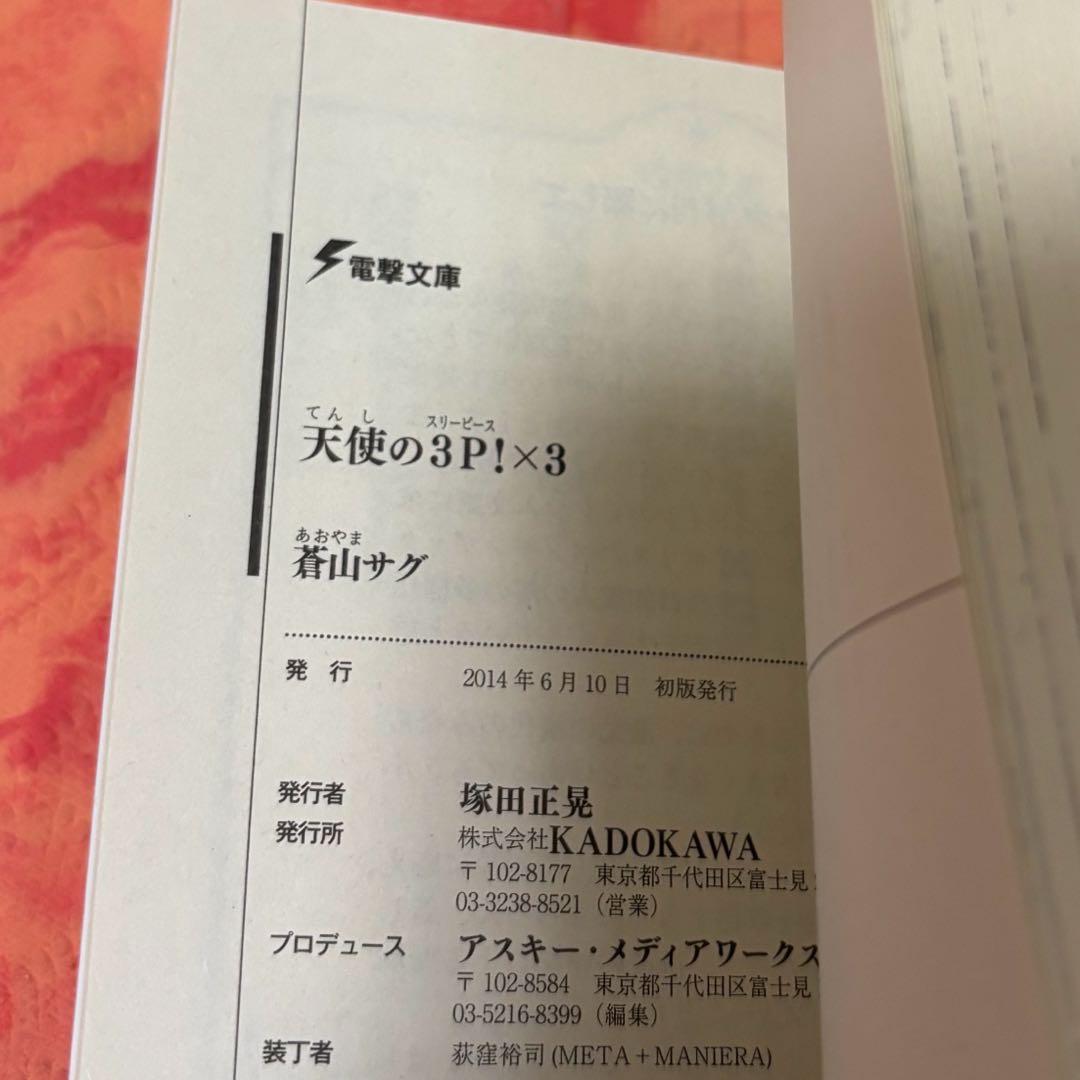 電撃文庫
てんし スリーピース
天使の3P!×3
あおやま
蒼山サグ
発行 2014年6月10日 初版発行
発行者 塚田正晃
発行所 株式会社KADOKAWA
〒102-8177 東京都千代田区富士見
03-3238-8521(営業)
プロデュース アスキー・メディアワークス
〒102-8584 東京都千代田区富士見
03-5216-8399(編集)
装丁者 荻窪裕司(META+MANIERA)